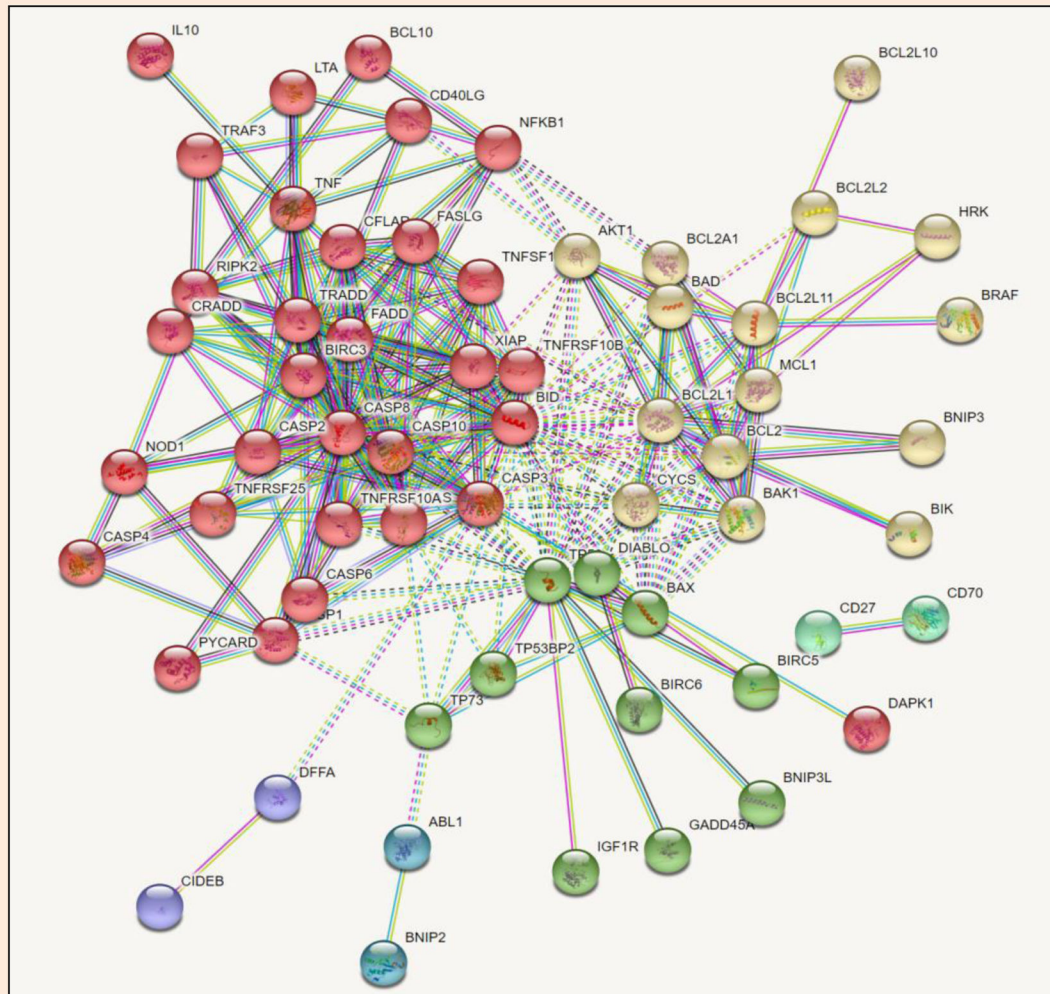 IL10
BCL10
LTA
BCL2L10
CD40LG
TRAF3
NFKB1
TNF
BCL2L2
HRK
CFLAR
FASLG
AKT1
BCL2A1
TNFSF1
RIPK2
BAD
TRADD
BCL2L11
BRAF
CRADD
FADD
XIAP
TNFRSF10B
BIRC3
MCL1
BID
BCL2L1
CASP8
CASP2
CASP10
BCL2
BNIP3
NOD1
CASP3
CYCS
TNFRSF25
TNFRSF10AS
BAK1
BIK
CASP4
DIABLO
CASP6
BAX
CD27
CD70
PYCARD
TP53BP2
BIRC5
BIRC6
TP73
DAPK1
DFFA
BNIP3L
ABL1
GADD45A
IGF1R
CIDEB
BNIP2